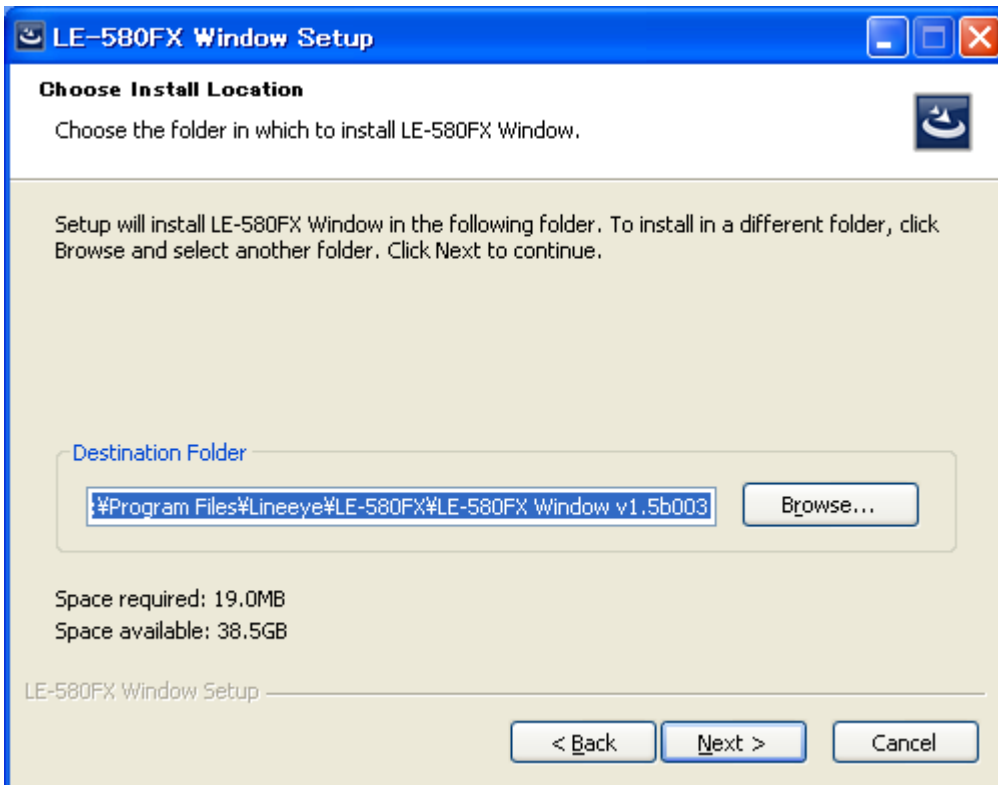 LE-580FX Window Setup
Choose Install Location
Choose the folder in which to install LE-580FX Window.
Setup will install LE-580FX Window in the following folder. To install in a different folder, click
Browse and select another folder. Click Next to continue.
Destination Folder
:¥Program Files¥Lineeye¥LE-580FX¥LE-580FX Window v1.5b003
Browse...
Space required: 19.0MB
Space available: 38.5GB
LE-580FX Window Setup
< Back
Next >
Cancel